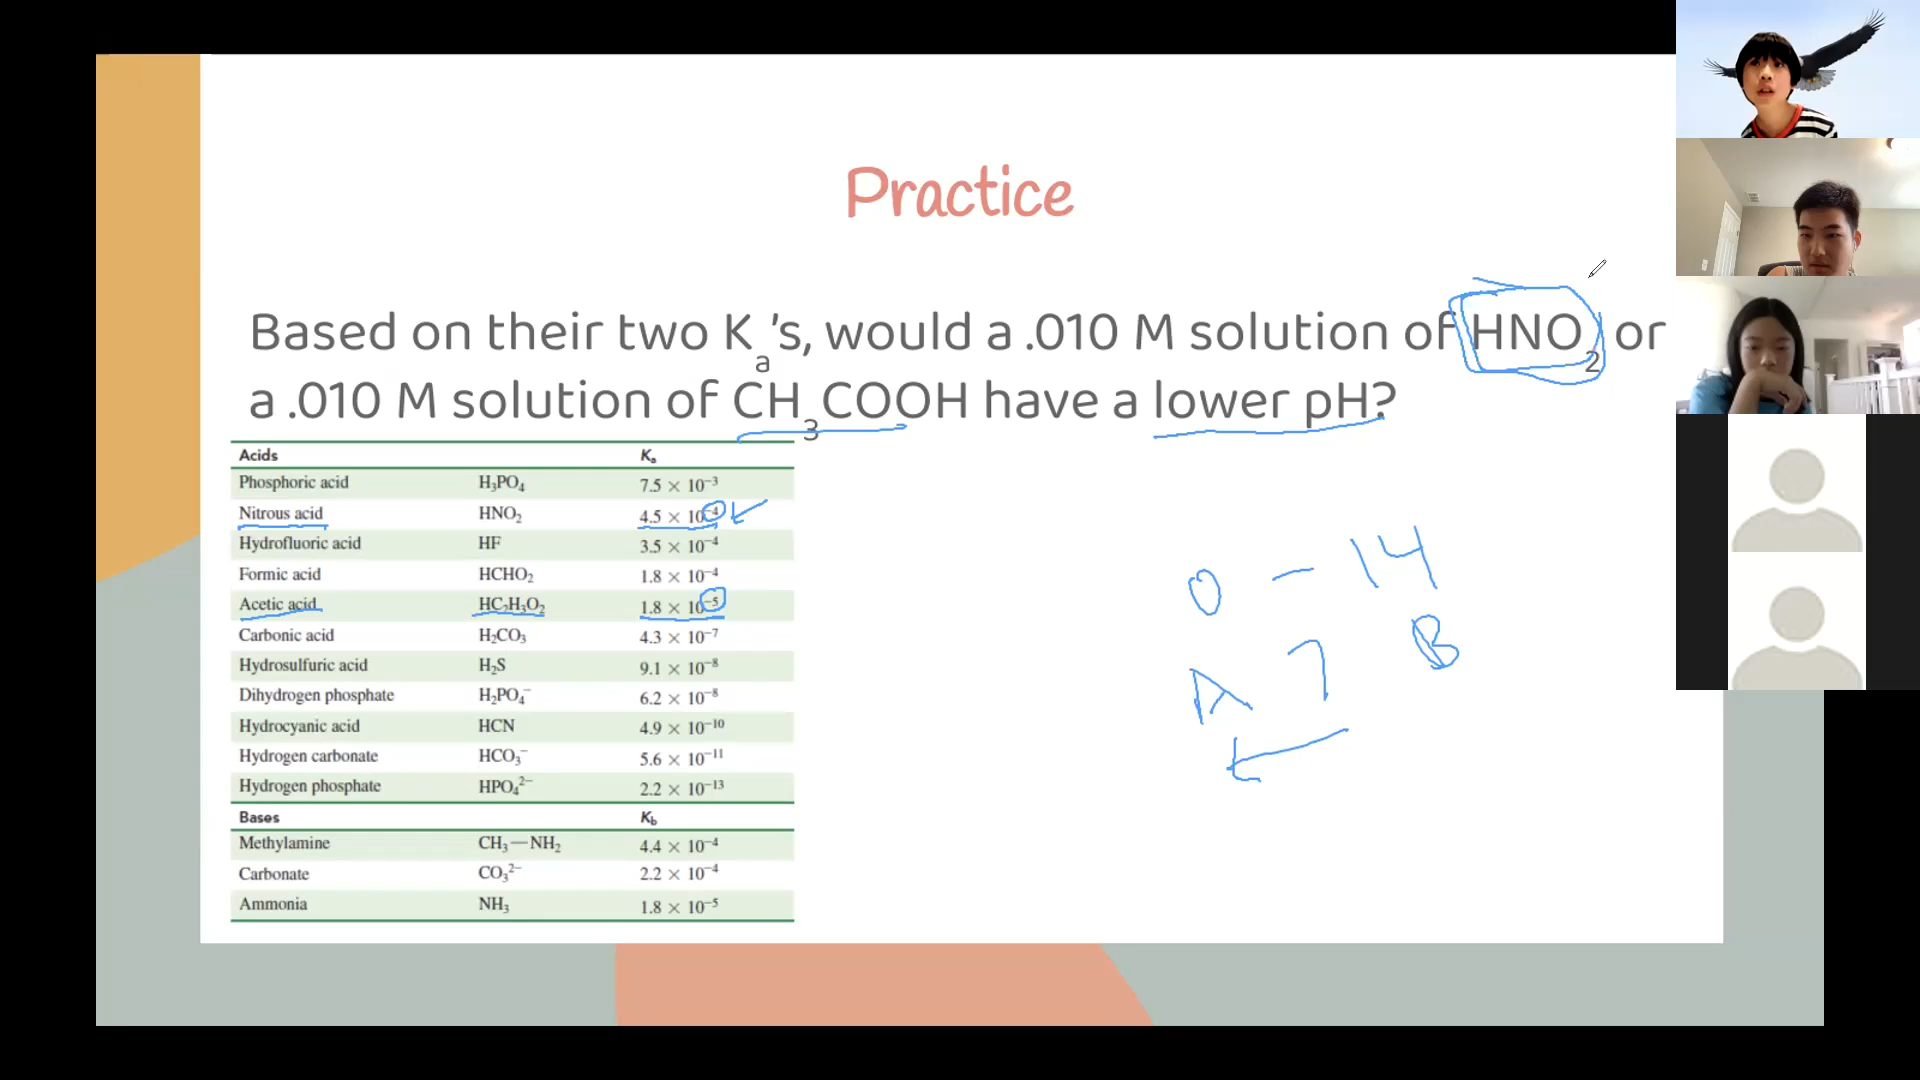 Practice
Based on their two Kₐ’s, would a .010 M solution of HNO₂ or
a .010 M solution of CH₃COOH have a lower pH?
Acids Kₐ
Phosphoric acid H₃PO₄ 7.5 × 10⁻³
Nitrous acid HNO₂ 4.5 × 10⁻⁴
Hydrofluoric acid HF 3.5 × 10⁻⁴
Formic acid HCHO₂ 1.8 × 10⁻⁴
Acetic acid HC₂H₃O₂ 1.8 × 10⁻⁵
Carbonic acid H₂CO₃ 4.3 × 10⁻⁷
Hydrosulfuric acid H₂S 9.1 × 10⁻⁸
Dihydrogen phosphate H₂PO₄⁻ 6.2 × 10⁻⁸
Hydrocyanic acid HCN 4.9 × 10⁻¹⁰
Hydrogen carbonate HCO₃⁻ 5.6 × 10⁻¹¹
Hydrogen phosphate HPO₄²⁻ 2.2 × 10⁻¹³
Bases K_b
Methylamine CH₃—NH₂ 4.4 × 10⁻⁴
Carbonate CO₃²⁻ 2.2 × 10⁻⁴
Ammonia NH₃ 1.8 × 10⁻⁵
0 – 14
A 7 B